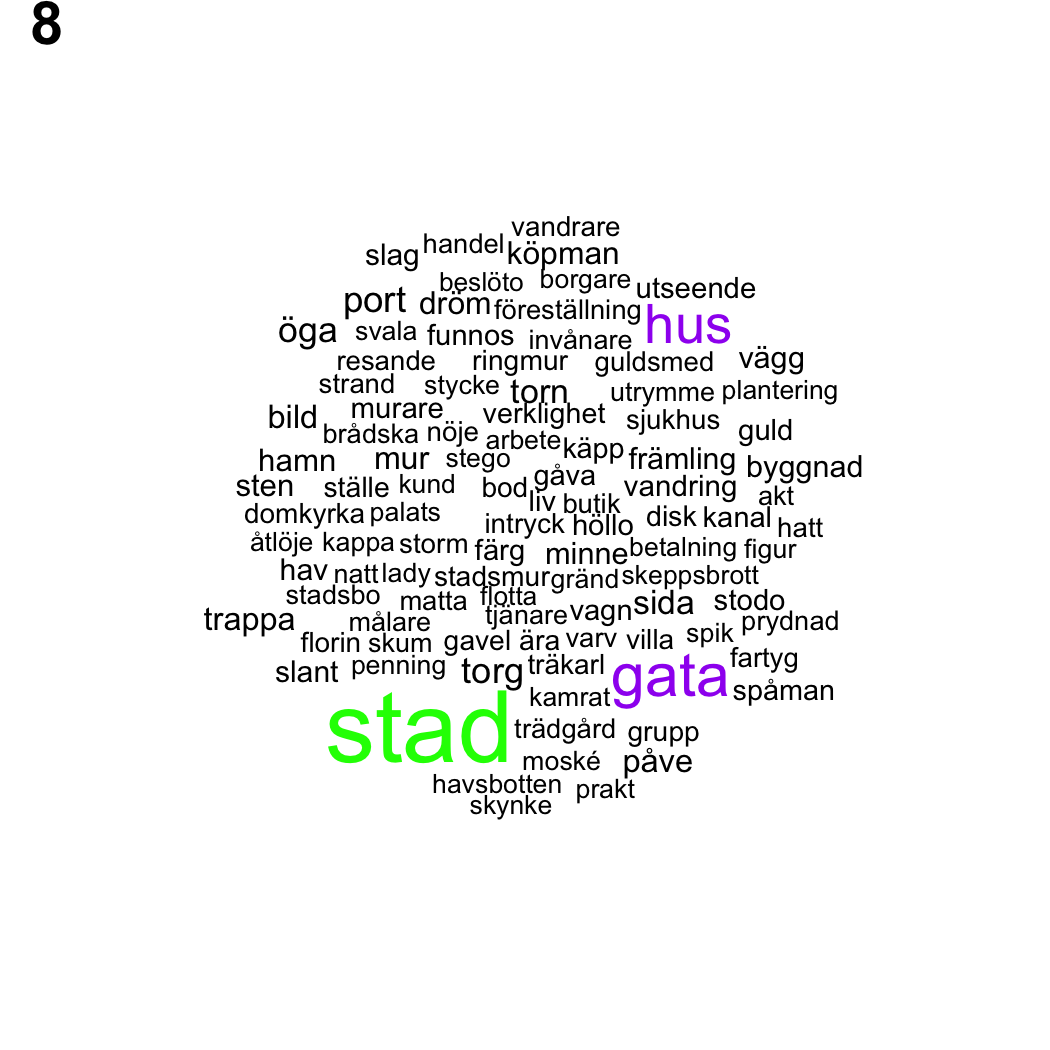 8
vandrare
slag handel köpman
beslöto borgare utseende
port dröm föreställning hus
öga svala funnos invånare
resande ringmur guldsmed vägg
strand stycke torn utrymme plantering
bild murare verklighet sjukhus guld
brådska nöje arbete käpp främling
hamn mur stego gåva byggnad
sten ställe kund bod liv butik vandring akt
domkyrka palats intryck höllo disk kanal hatt
åtlöje kappa storm färg minne betalning figur
hav natt lady stadsmur gränd skeppsbrott
stadsbo matta flotta tjänare vagn sida stodo
trappa målare prydnad
florin skum gavel ära varv villa spik
slant penning torg träkarl gata fartyg
kamrat spåman
stad trädgård grupp
moské påve
havsbotten prakt
skynke